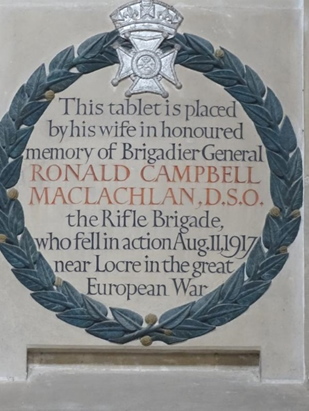 This tablet is placed
by his wife in honoured
memory of Brigadier General
RONALD CAMPBELL
MACLACHLAN, D.S.O.
the Rifle Brigade,
who fell in action Aug.11,1917
near Locre in the great
European War